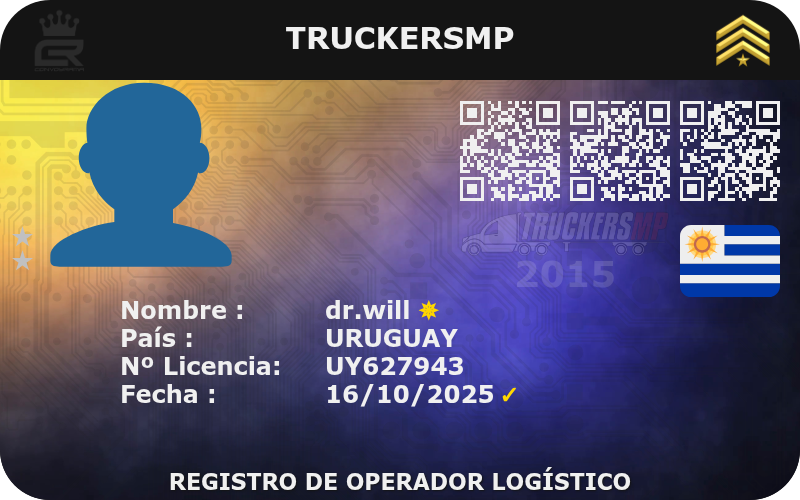 TRUCKERSMP
TRUCKERSMP
2015
Nombre : dr.will
País : URUGUAY
Nº Licencia: UY627943
Fecha : 16/10/2025 ✓
REGISTRO DE OPERADOR LOGÍSTICO